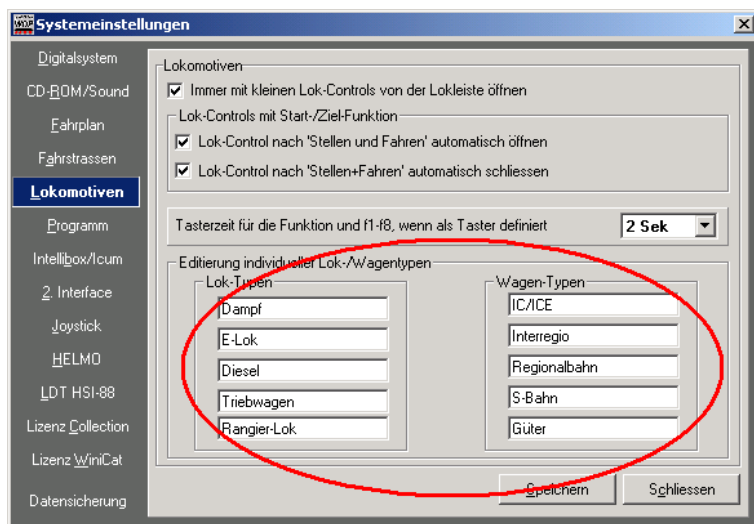 Systemeinstellungen
Digitalsystem
CD-ROM/Sound
Fahrplan
Fahrstrassen
Lokomotiven
Programm
Intellibox/Icum
2. Interface
Joystick
HELMO
LDT HSI-88
Lizenz Collection
Lizenz WiniCat
Datensicherung
Lokomotiven
Immer mit kleinen Lok-Controls von der Lokleiste öffnen
Lok-Controls mit Start-/Ziel-Funktion
Lok-Control nach 'Stellen und Fahren' automatisch öffnen
Lok-Control nach 'Stellen+Fahren' automatisch schliessen
Tasterzeit für die Funktion und f1-f8, wenn als Taster definiert
2 Sek
Editierung individueller Lok-/Wagentypen
Lok-Typen
Dampf
E-Lok
Diesel
Triebwagen
Rangier-Lok
Wagen-Typen
IC/ICE
Interregio
Regionalbahn
S-Bahn
Güter
Speichern
Schliessen